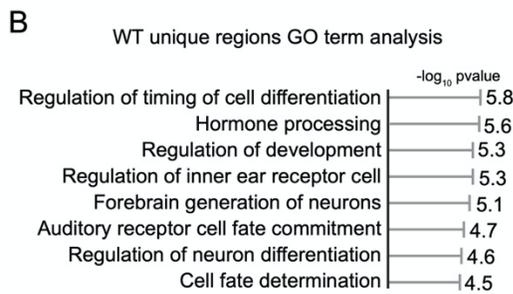 B
WT unique regions GO term analysis
-log10 pvalue
Regulation of timing of cell differentiation 5.8
Hormone processing 5.6
Regulation of development 5.3
Regulation of inner ear receptor cell 5.3
Forebrain generation of neurons 5.1
Auditory receptor cell fate commitment 4.7
Regulation of neuron differentiation 4.6
Cell fate determination 4.5